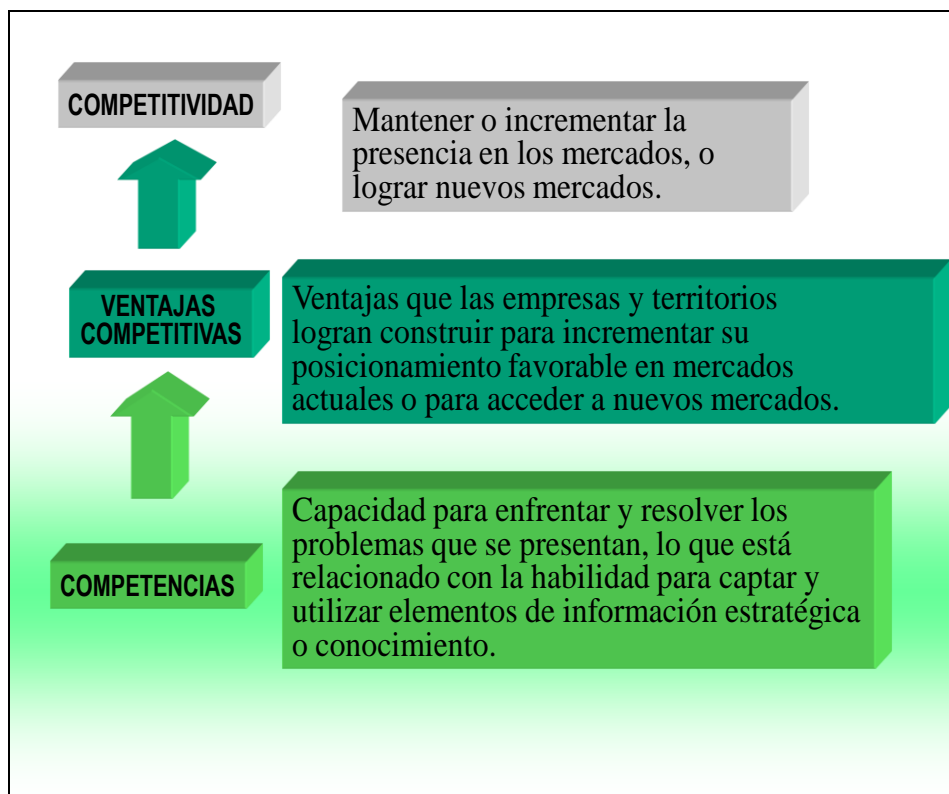 COMPETITIVIDAD
Mantener o incrementar la
presencia en los mercados, o
lograr nuevos mercados.
VENTAJAS
COMPETITIVAS
Ventajas que las empresas y territorios
logran construir para incrementar su
posicionamiento favorable en mercados
actuales o para acceder a nuevos mercados.
COMPETENCIAS
Capacidad para enfrentar y resolver los
problemas que se presentan, lo que está
relacionado con la habilidad para captar y
utilizar elementos de información estratégica
o conocimiento.